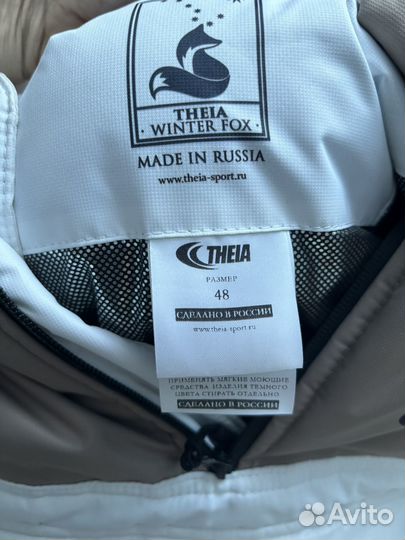 THEIA
· WINTER FOX ·
MADE IN RUSSIA
www.theia-sport.ru
THEIA
РАЗМЕР
48
СДЕЛАНО В РОССИИ
www.theia-sport.ru
ПРИМЕНЯТЬ МЯГКИЕ МОЮЩИЕ
СРЕДСТВА ИЗДЕЛИЯ ТЕМНОГО
ЦВЕТА СТИРАТЬ ОТДЕЛЬНО.
СДЕЛАНО В РОССИИ
Avito